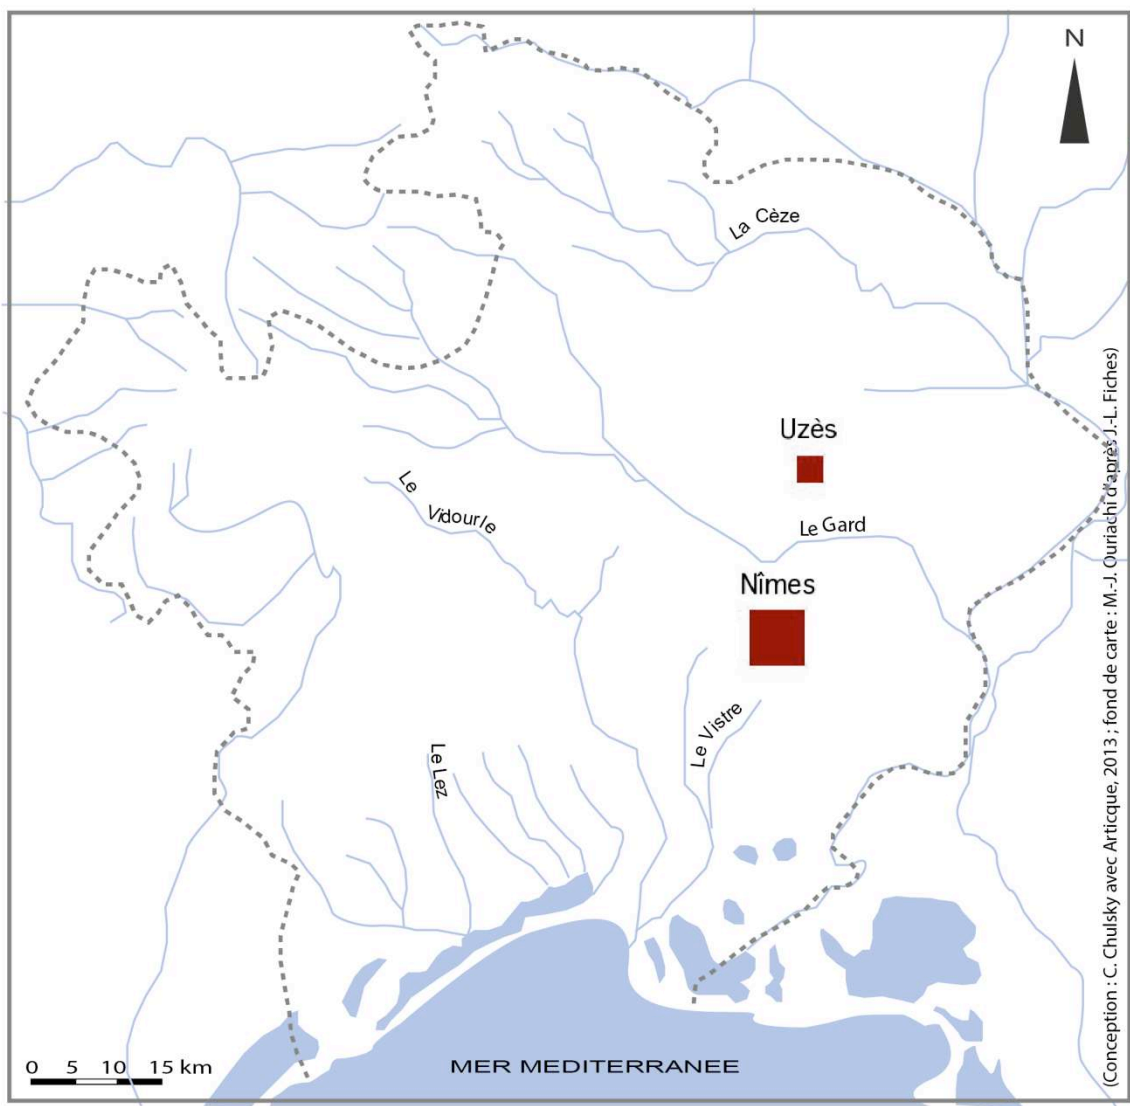 N
La Cèze
Uzès
Le Vidourle
Le Gard
Nîmes
Le Vistre
Le Lez
0 5 10 15 km
MER MEDITERRANEE
(Conception : C. Chulsky avec Articque, 2013 ; fond de carte : M.-J. Ouriachi d'après J.-L. Fiches)